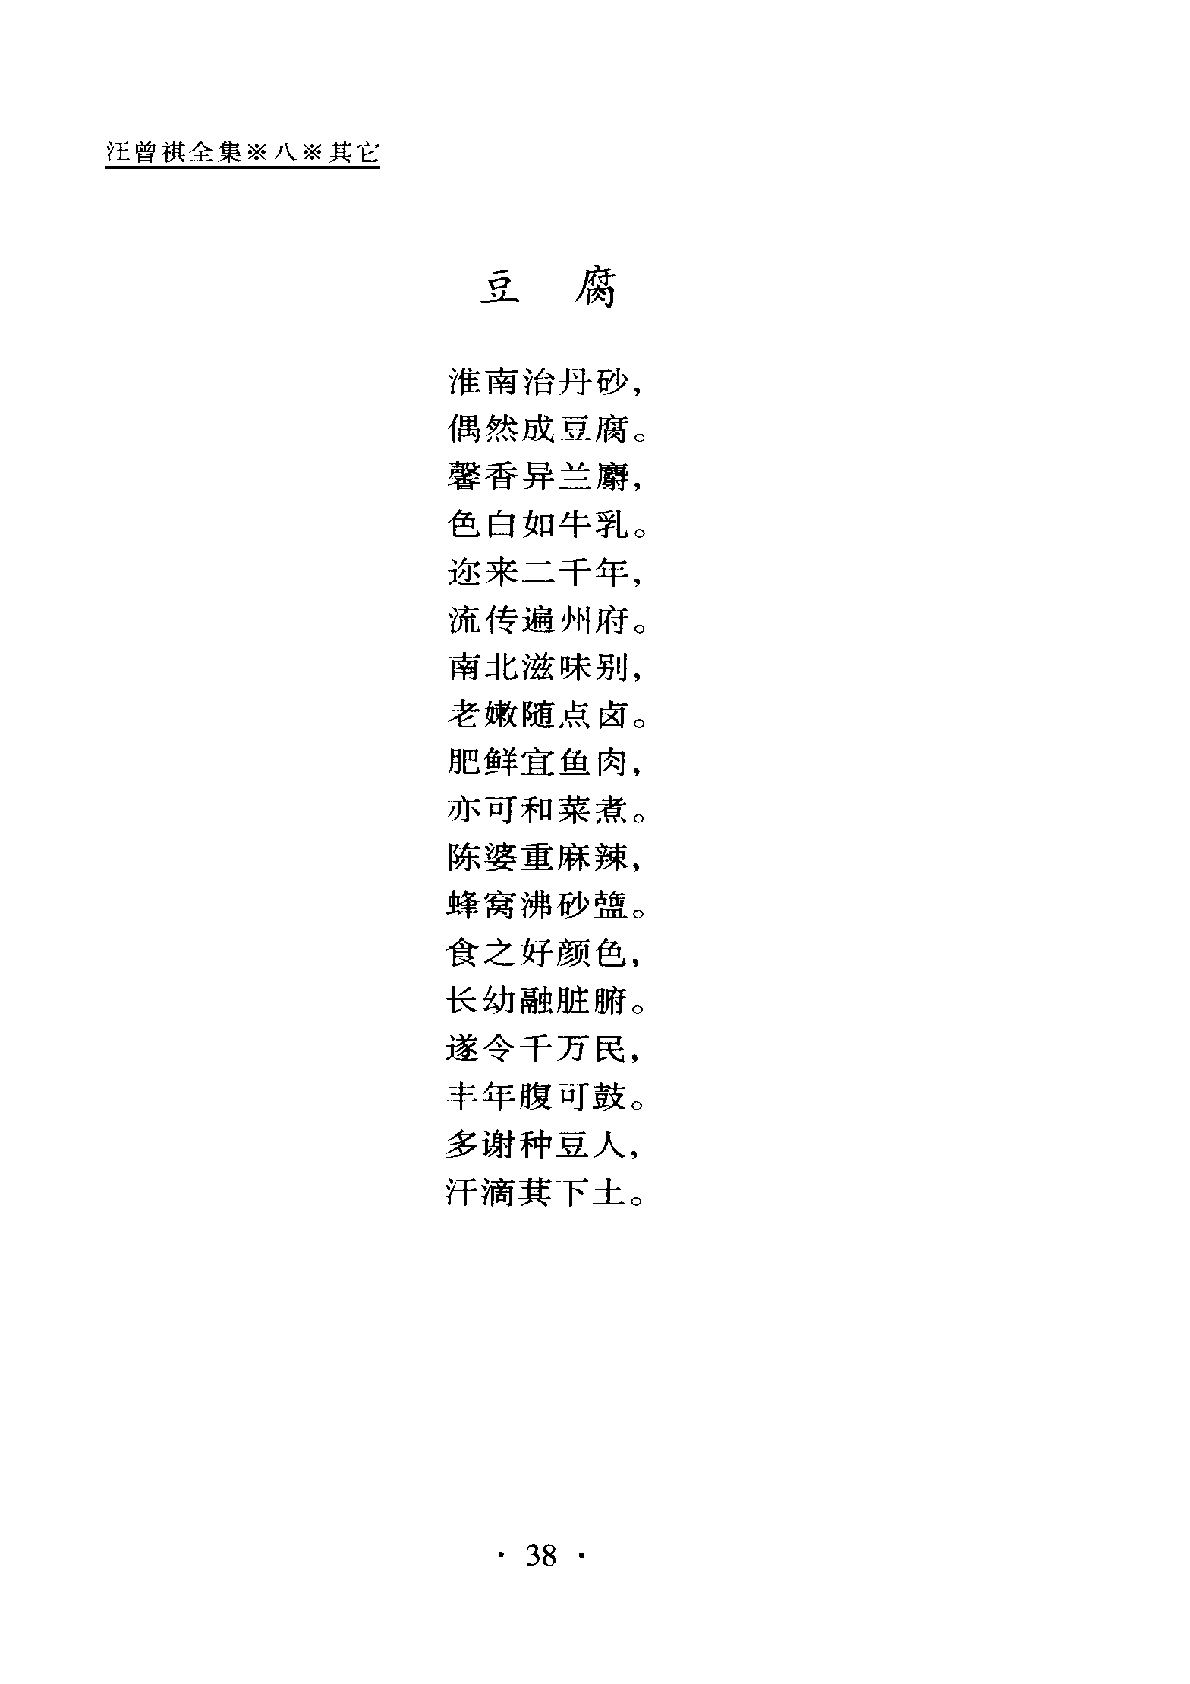 汪曾祺全集※八※其它
豆 腐
淮南治丹砂，
偶然成豆腐。
馨香异兰麝，
色白如牛乳。
迩来二千年，
流传遍州府。
南北滋味别，
老嫩随点卤。
肥鲜宜鱼肉，
亦可和菜煮。
陈婆重麻辣，
蜂窝沸砂盬。
食之好颜色，
长幼融脏腑。
遂令千万民，
丰年腹可鼓。
多谢种豆人，
汗滴萁下土。
· 38 ·